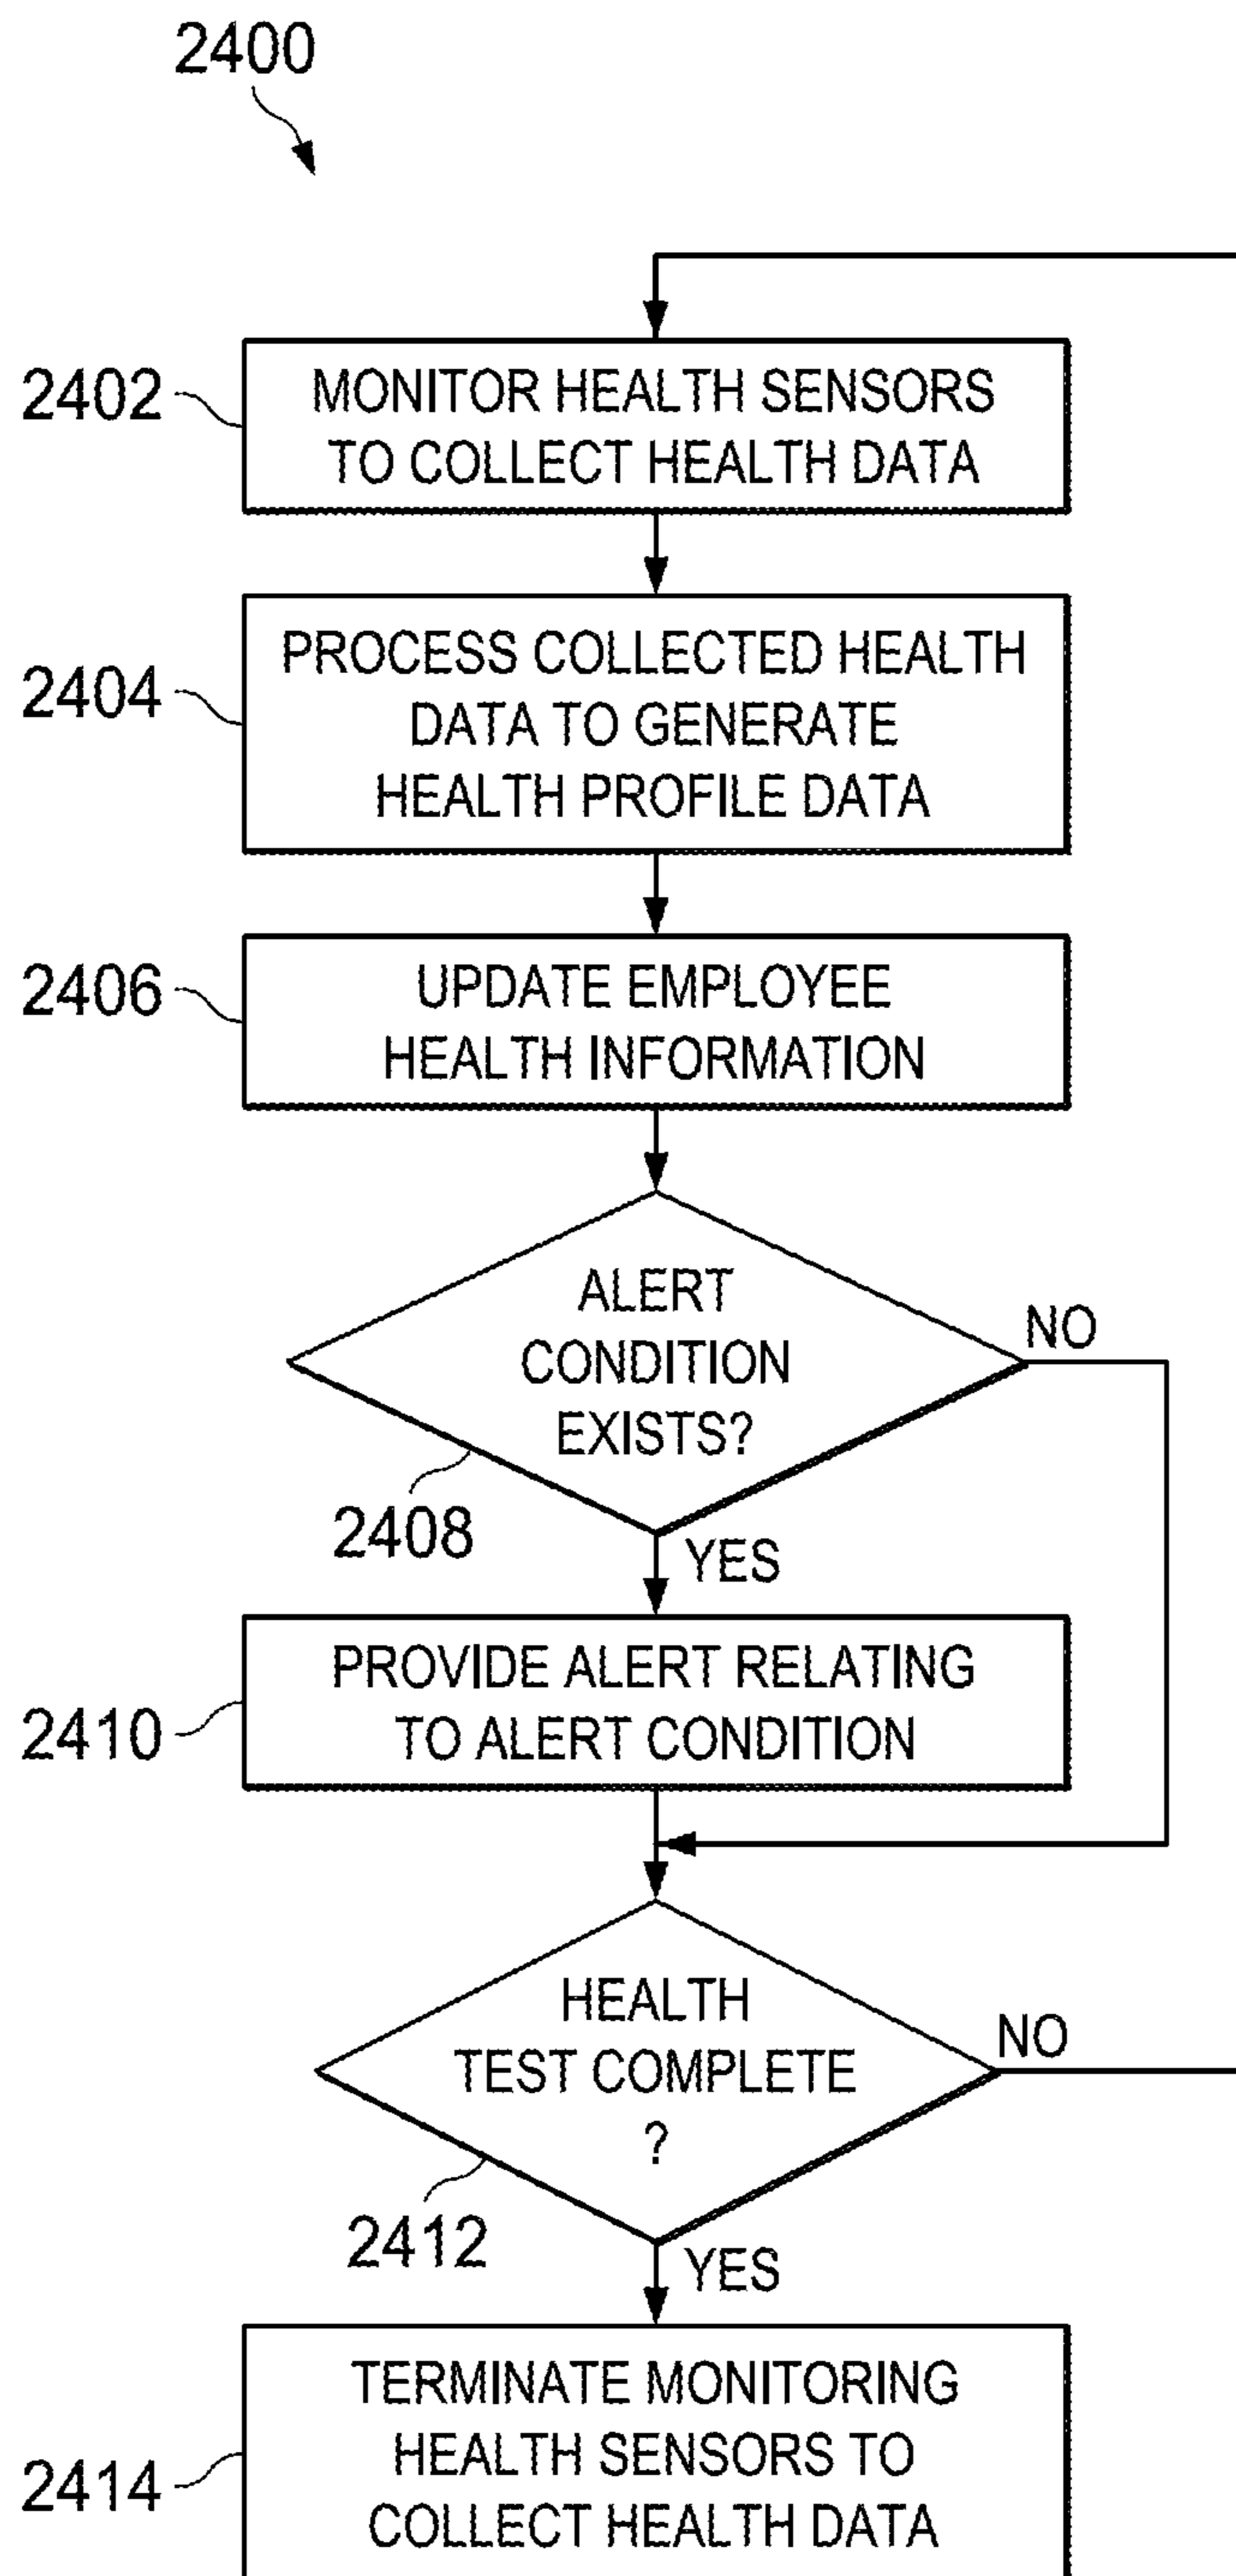 2400
2402
MONITOR HEALTH SENSORS
TO COLLECT HEALTH DATA
2404
PROCESS COLLECTED HEALTH
DATA TO GENERATE
HEALTH PROFILE DATA
2406
UPDATE EMPLOYEE
HEALTH INFORMATION
ALERT
CONDITION
EXISTS?
NO
2408
YES
2410
PROVIDE ALERT RELATING
TO ALERT CONDITION
HEALTH
TEST COMPLETE
?
NO
2412
YES
2414
TERMINATE MONITORING
HEALTH SENSORS TO
COLLECT HEALTH DATA